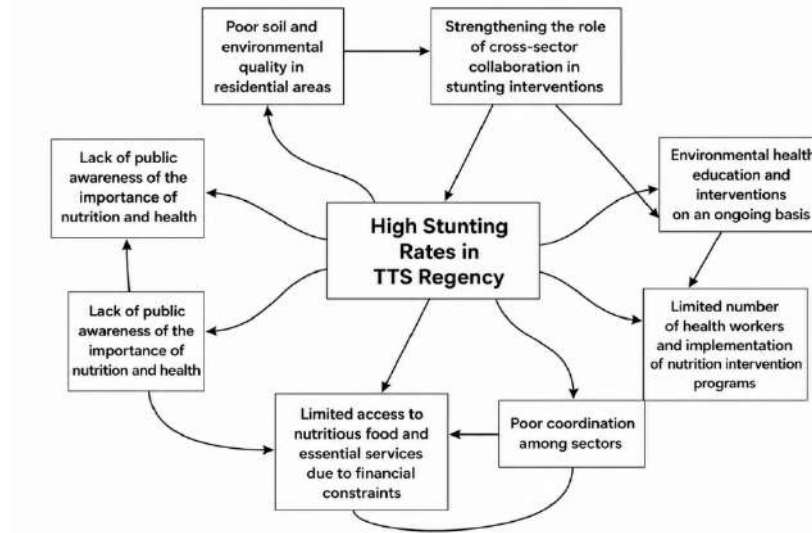 Poor soil and
environmental
quality in
residential areas
Strengthening the role
of cross-sector
collaboration in
stunting interventions
Lack of public
awareness of the
importance of
nutrition and health
Environmental health
education and
interventions
on an ongoing basis
High Stunting
Rates in
TTS Regency
Lack of public
awareness of the
importance of
nutrition and health
Limited number
of health workers
and implementation
of nutrition intervention
programs
Limited access to
nutritious food and
essential services
due to financial
constraints
Poor coordination
among sectors